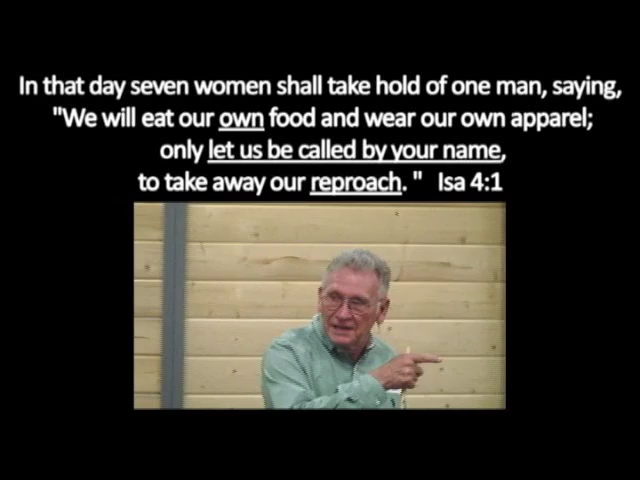 In that day seven women shall take hold of one man, saying,
"We will eat our own food and wear our own apparel;
only let us be called by your name,
to take away our reproach. " Isa 4:1